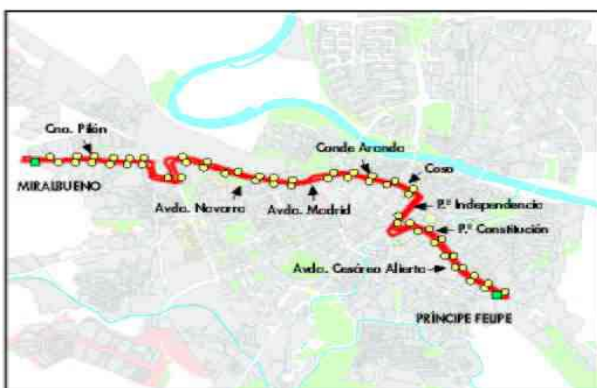 Cno. Pilón
MIRALBUENO
Conde Aranda
Coso
Avda. Navarra
Avda. Madrid
P.º Independencia
P.º Constitución
Avda. Cesáreo Alierta
PRÍNCIPE FELIPE